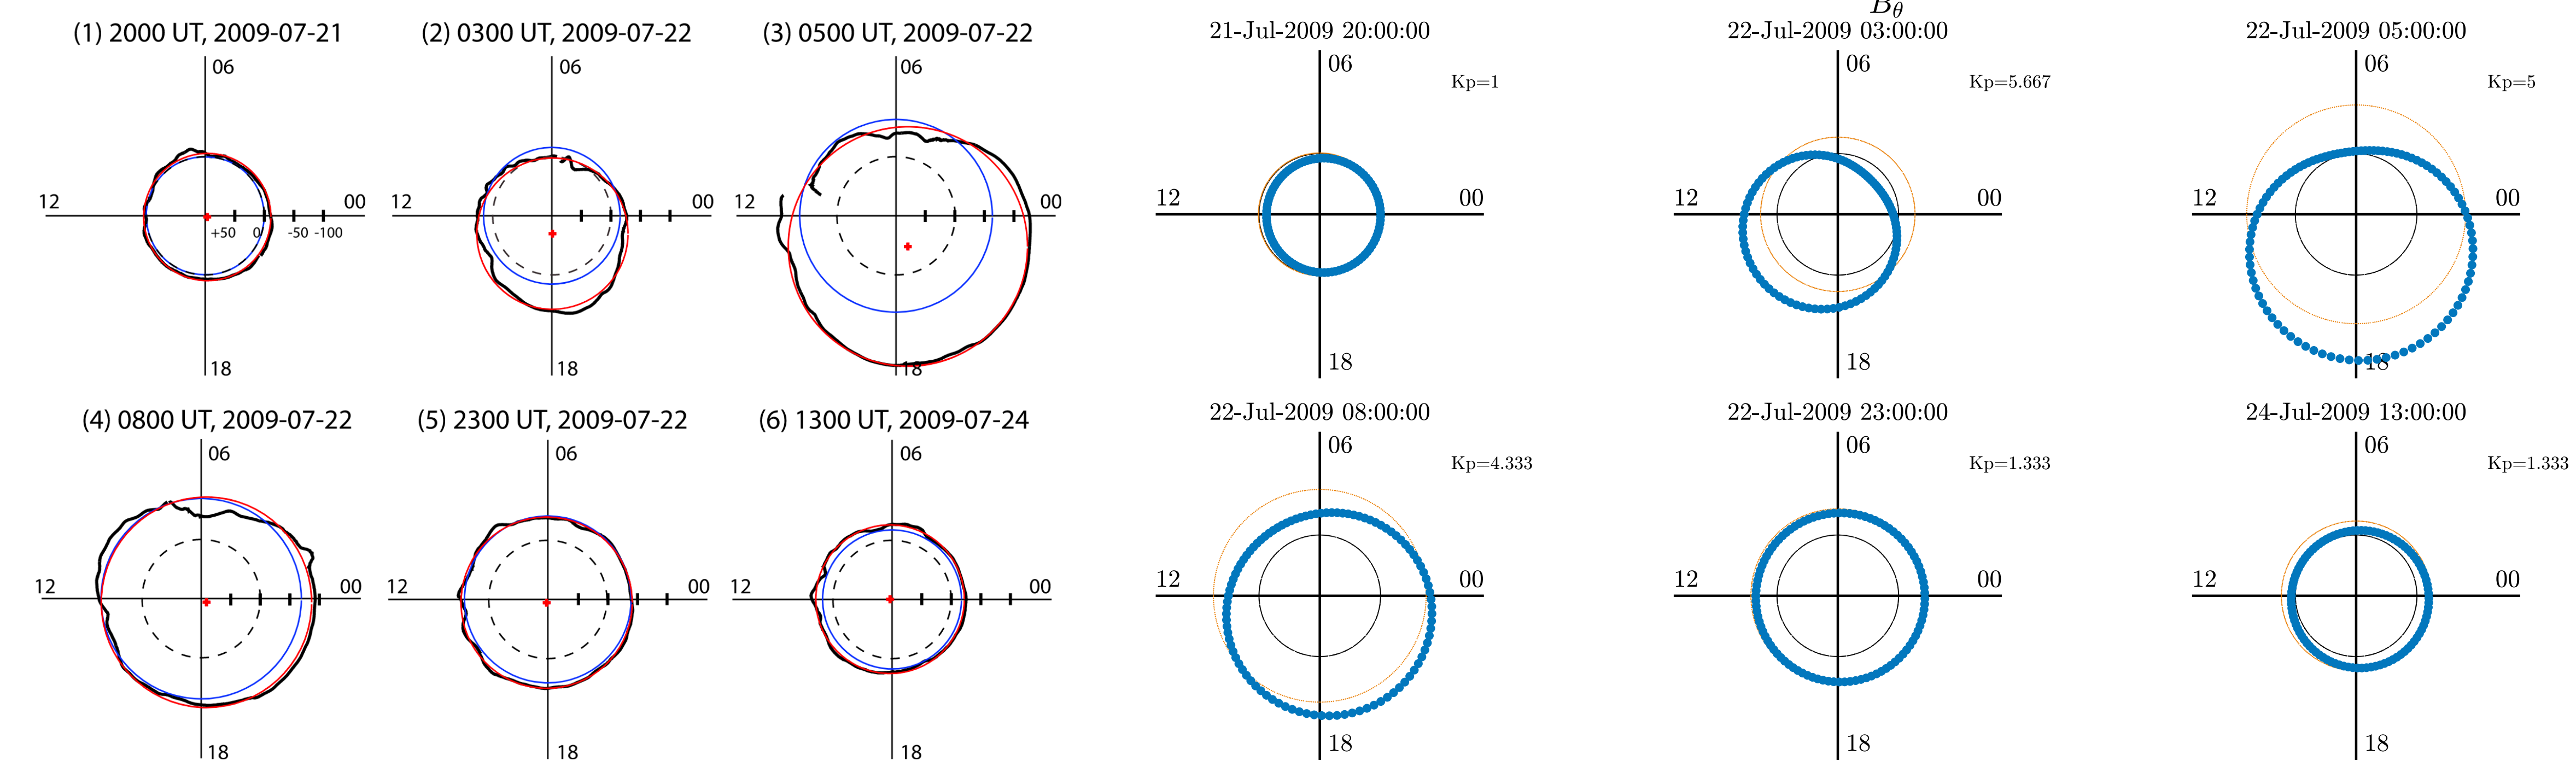 B_θ
(1) 2000 UT, 2009-07-21
06
12
00
+50 0 -50 -100
18
(2) 0300 UT, 2009-07-22
06
12
00
18
(3) 0500 UT, 2009-07-22
06
12
00
18
21-Jul-2009 20:00:00
06
Kp=1
12
00
18
22-Jul-2009 03:00:00
06
Kp=5.667
12
00
18
22-Jul-2009 05:00:00
06
Kp=5
12
00
18
(4) 0800 UT, 2009-07-22
06
12
00
18
(5) 2300 UT, 2009-07-22
06
12
00
18
(6) 1300 UT, 2009-07-24
06
12
00
18
22-Jul-2009 08:00:00
06
Kp=4.333
12
00
18
22-Jul-2009 23:00:00
06
Kp=1.333
12
00
18
24-Jul-2009 13:00:00
06
Kp=1.333
12
00
18